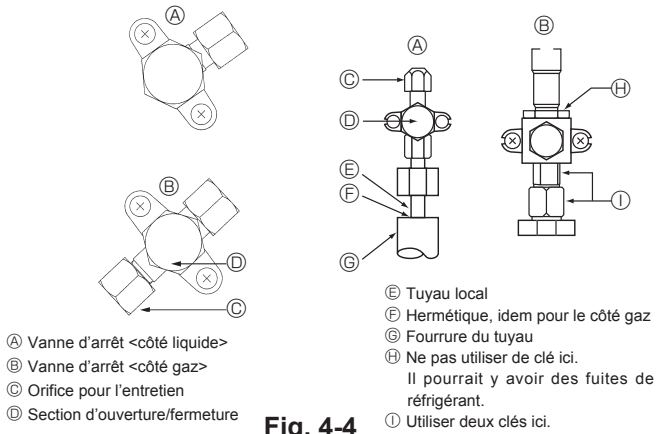 Ⓐ
Ⓑ
Ⓓ
Ⓒ
Ⓐ Vanne d'arrêt <côté liquide>
Ⓑ Vanne d'arrêt <côté gaz>
Ⓒ Orifice pour l'entretien
Ⓓ Section d'ouverture/fermeture
Ⓐ
Ⓑ
Ⓒ
Ⓗ
Ⓓ
Ⓔ
Ⓕ
Ⓘ
Ⓖ
Ⓔ Tuyau local
Ⓕ Hermétique, idem pour le côté gaz
Ⓖ Fourrure du tuyau
Ⓗ Ne pas utiliser de clé ici.
Il pourrait y avoir des fuites de
réfrigérant.
Ⓘ Utiliser deux clés ici.
Fig. 4-4